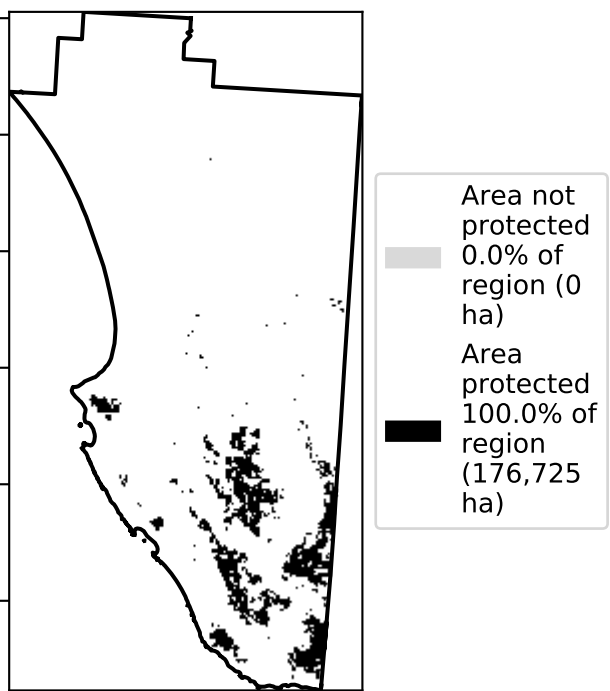 Area not
protected
0.0% of
region (0
ha)
Area
protected
100.0% of
region
(176,725
ha)